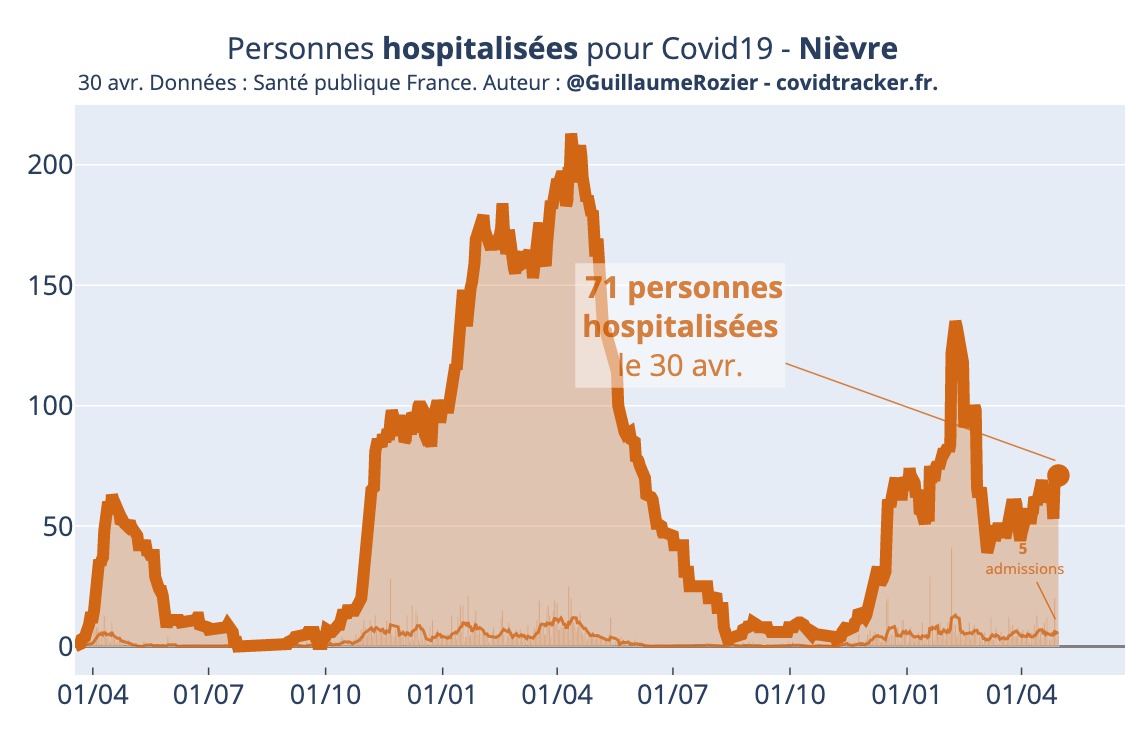 Personnes hospitalisées pour Covid19 - Nièvre
30 avr. Données : Santé publique France. Auteur : @GuillaumeRozier - covidtracker.fr.
200
150
100
50
0
71 personnes
hospitalisées
le 30 avr.
5
admissions
01/04 01/07 01/10 01/01 01/04 01/07 01/10 01/01 01/04